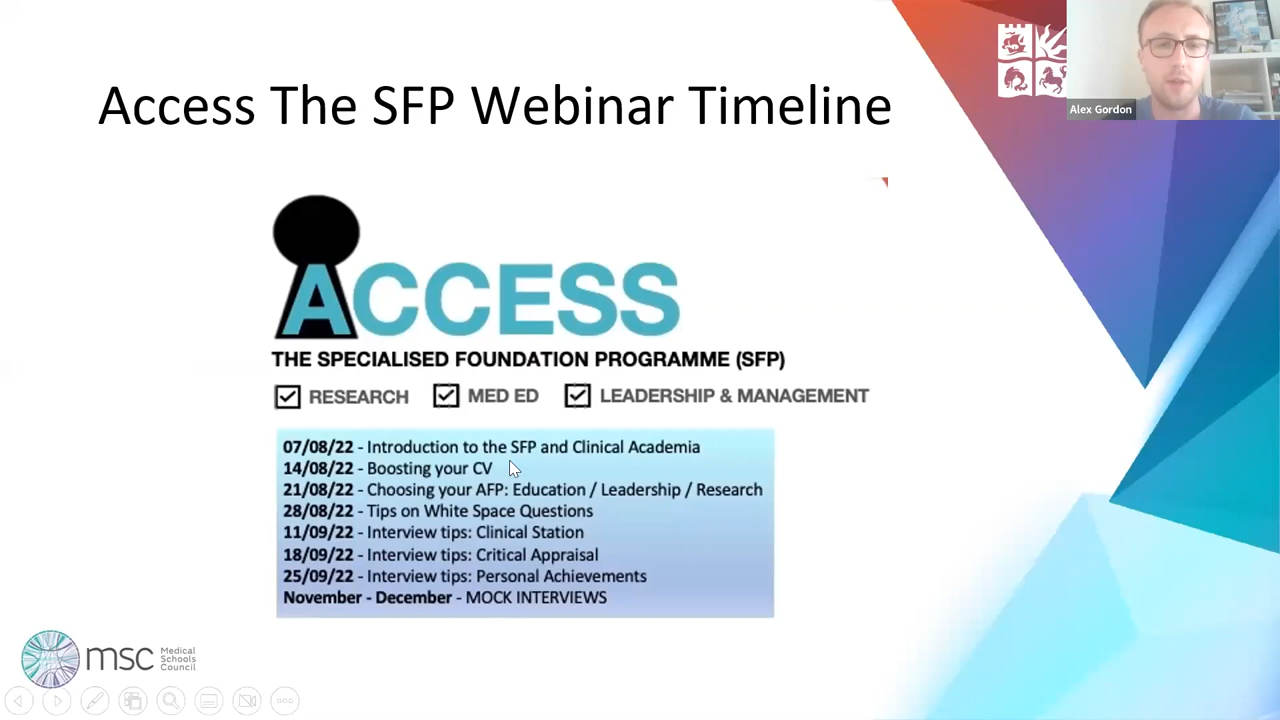 Access The SFP Webinar Timeline
Alex Gordon
ACCESS
THE SPECIALISED FOUNDATION PROGRAMME (SFP)
RESEARCH MED ED LEADERSHIP & MANAGEMENT
07/08/22 - Introduction to the SFP and Clinical Academia
14/08/22 - Boosting your CV
21/08/22 - Choosing your AFP: Education / Leadership / Research
28/08/22 - Tips on White Space Questions
11/09/22 - Interview tips: Clinical Station
18/09/22 - Interview tips: Critical Appraisal
25/09/22 - Interview tips: Personal Achievements
November - December - MOCK INTERVIEWS
msc
Medical
Schools
Council